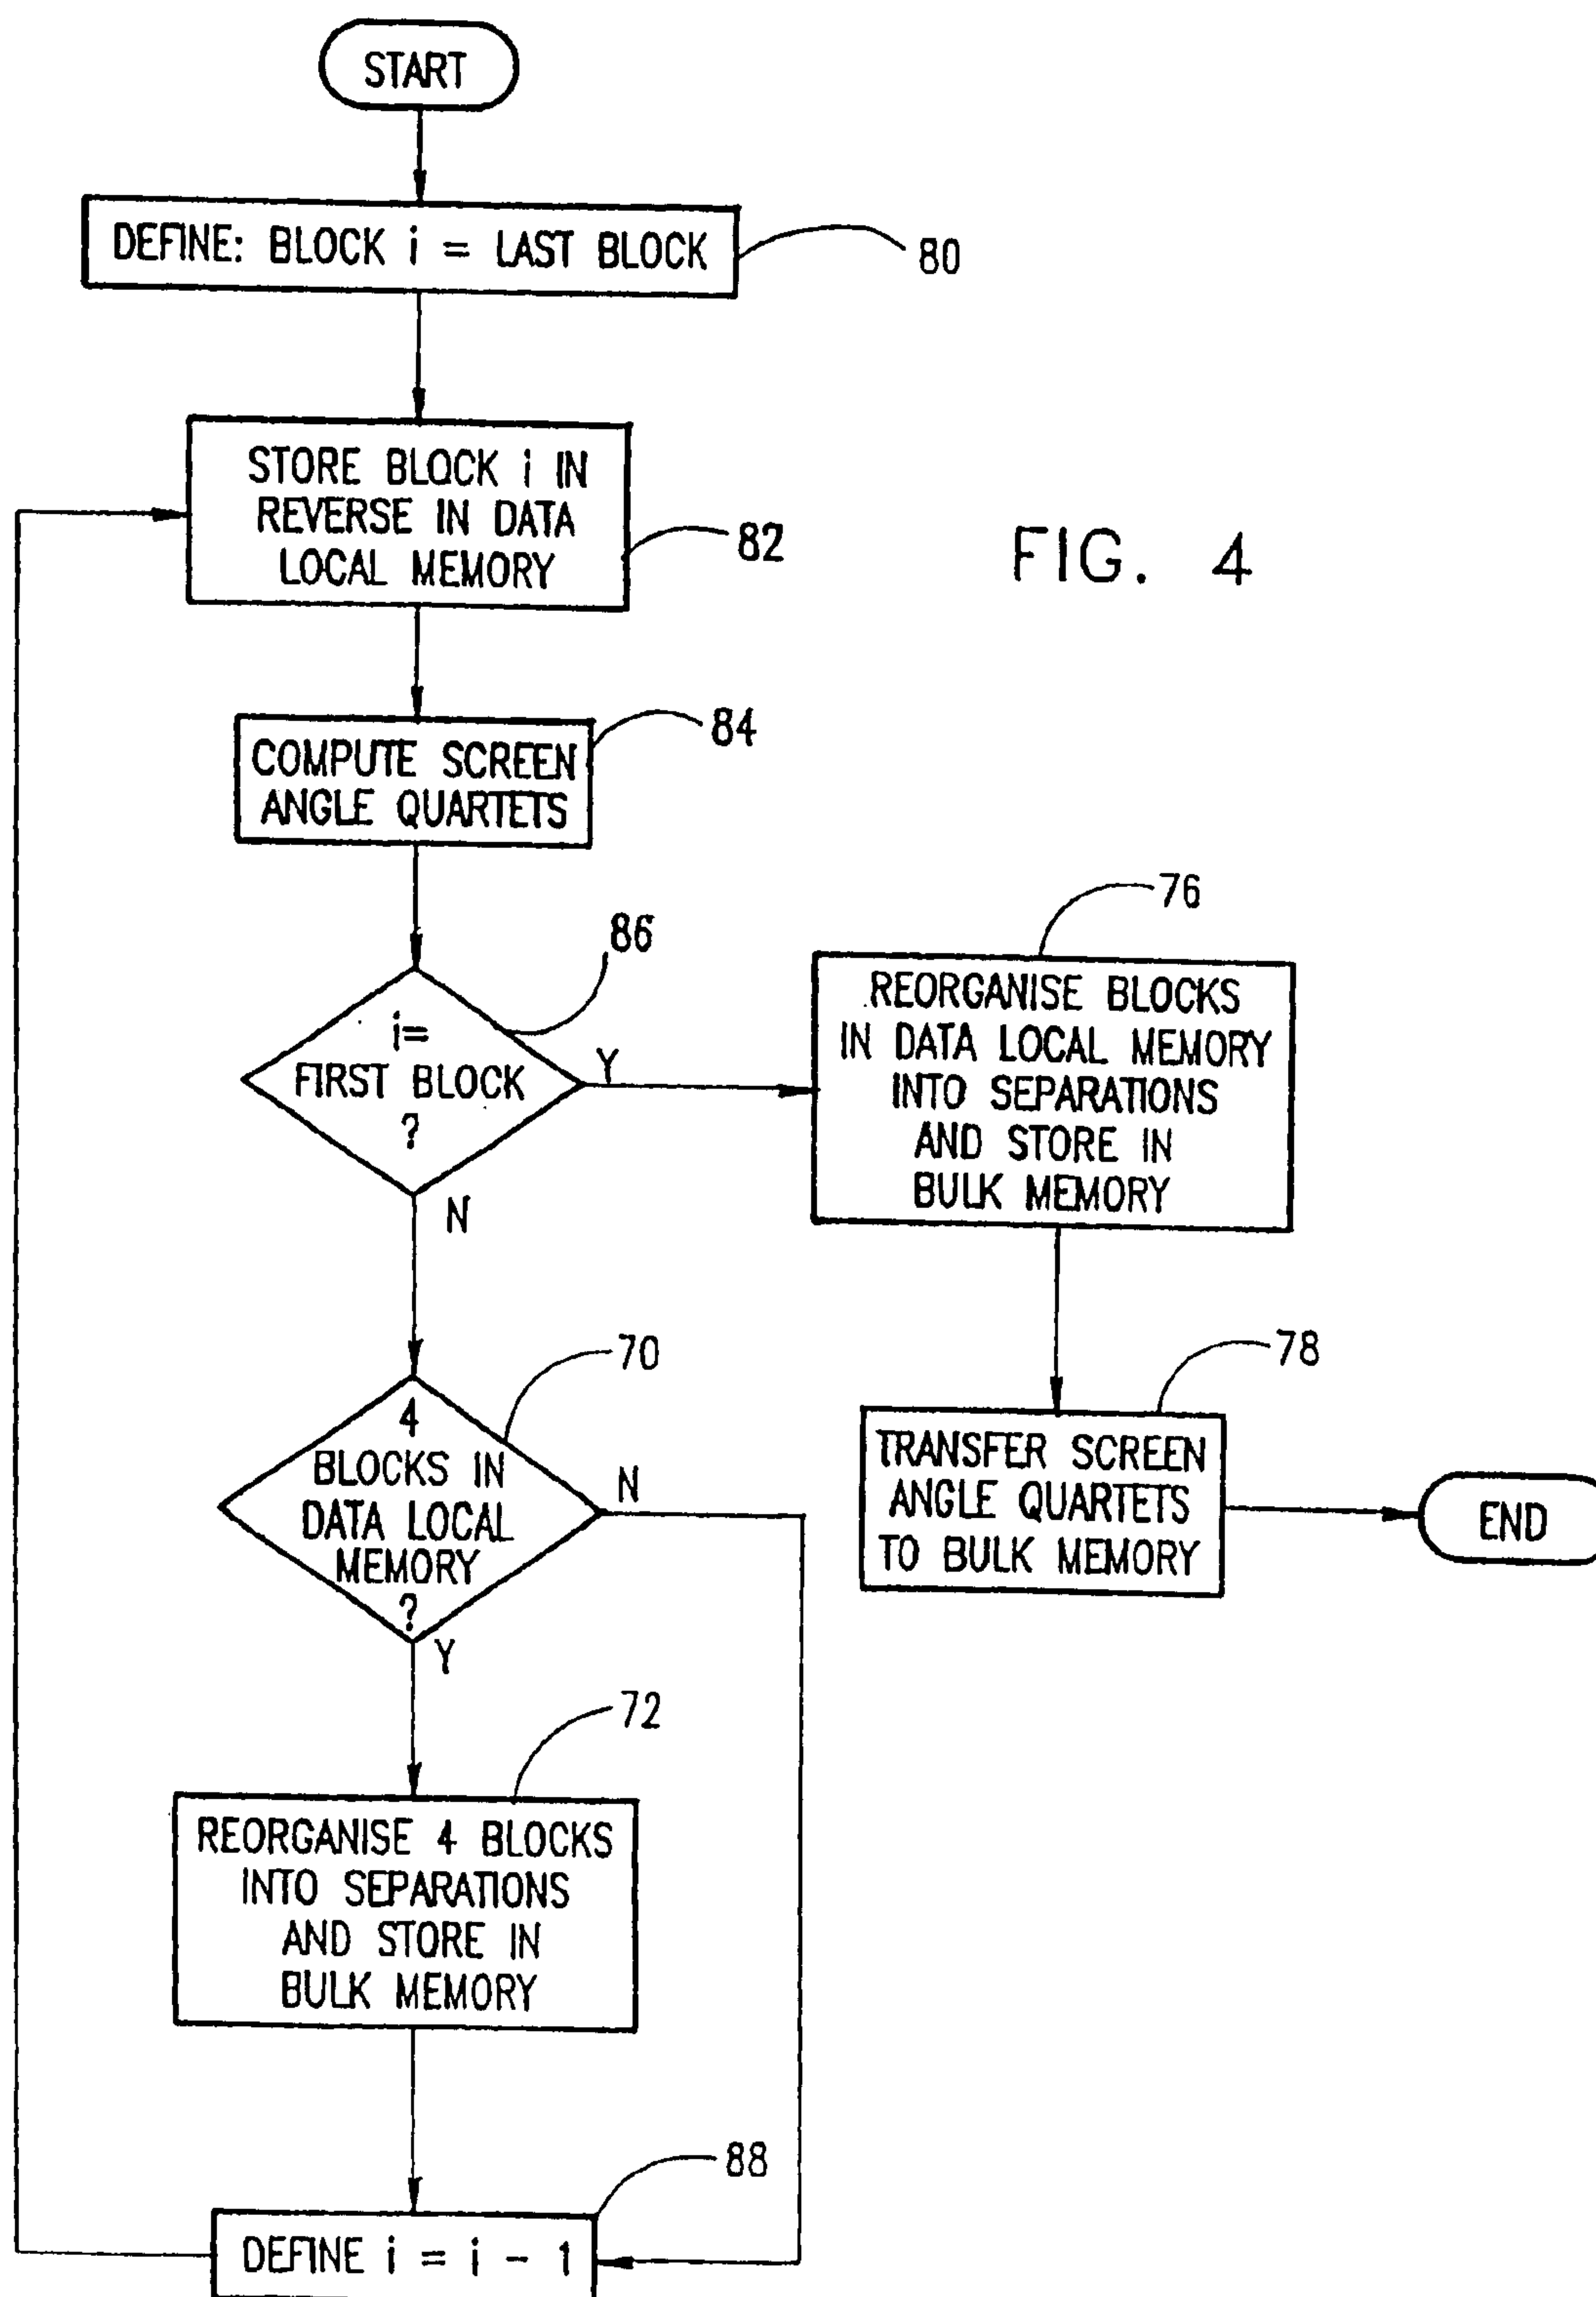 START
DEFINE: BLOCK i = LAST BLOCK
80
STORE BLOCK i IN
REVERSE IN DATA
LOCAL MEMORY
82
FIG. 4
COMPUTE SCREEN
ANGLE QUARTETS
84
i=
FIRST BLOCK
?
86
Y
N
REORGANISE BLOCKS
IN DATA LOCAL MEMORY
INTO SEPARATIONS
AND STORE IN
BULK MEMORY
76
4
BLOCKS IN
DATA LOCAL
MEMORY
?
70
N
Y
TRANSFER SCREEN
ANGLE QUARTETS
TO BULK MEMORY
78
END
REORGANISE 4 BLOCKS
INTO SEPARATIONS
AND STORE IN
BULK MEMORY
72
DEFINE i = i - 1
88